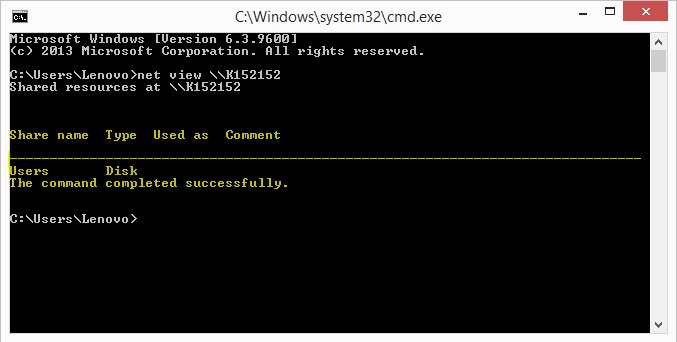 C:\Windows\system32\cmd.exe
Microsoft Windows [Version 6.3.9600]
(c) 2013 Microsoft Corporation. All rights reserved.
C:\Users\Lenovo>net view \\K152152
Shared resources at \\K152152
Share name  Type  Used as  Comment
-------------------------------------------------------------------------------
Users       Disk
The command completed successfully.
C:\Users\Lenovo>